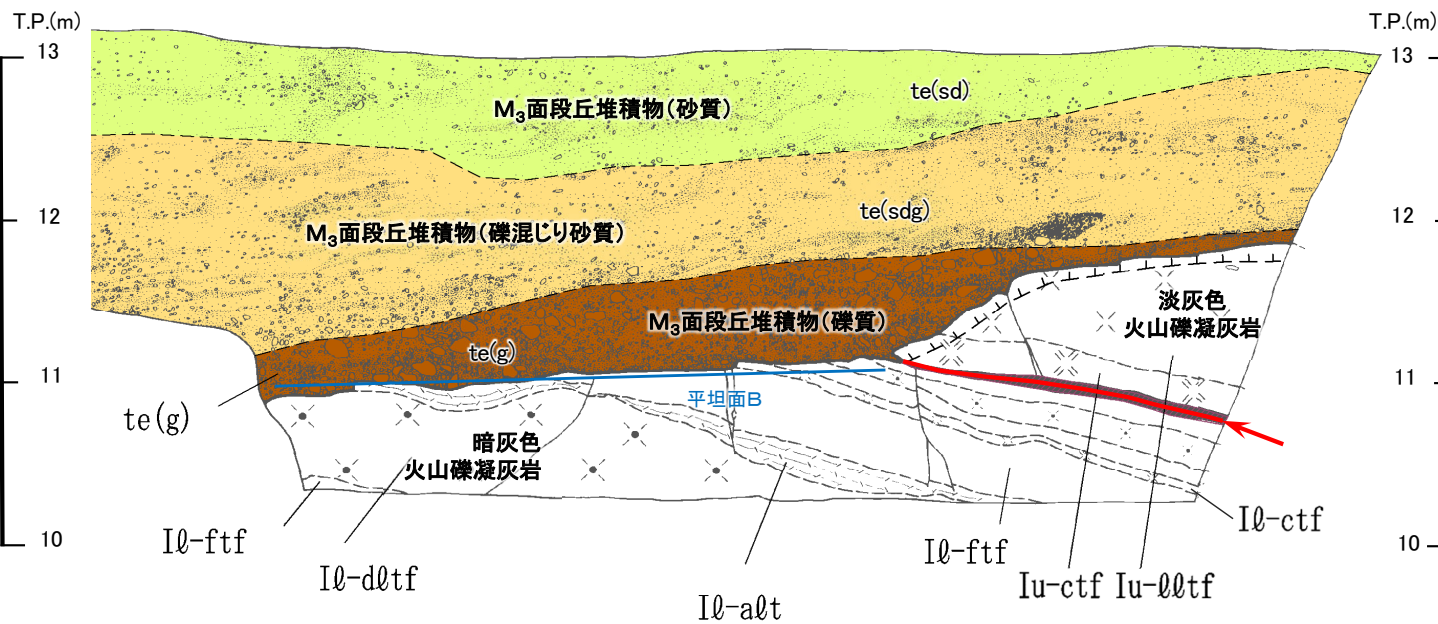 T.P.(m)
T.P.(m)
13
13
te(sd)
M₃面段丘堆積物(砂質)
12
12
te(sdg)
M₃面段丘堆積物(礫混じり砂質)
淡灰色
火山礫凝灰岩
M₃面段丘堆積物(礫質)
te(g)
11
11
平坦面B
te(g)
暗灰色
火山礫凝灰岩
10
10
Iℓ-ftf
Iℓ-dℓtf
Iℓ-aℓt
Iℓ-ftf
Iu-ctf
Iu-ℓℓtf
Iℓ-ctf